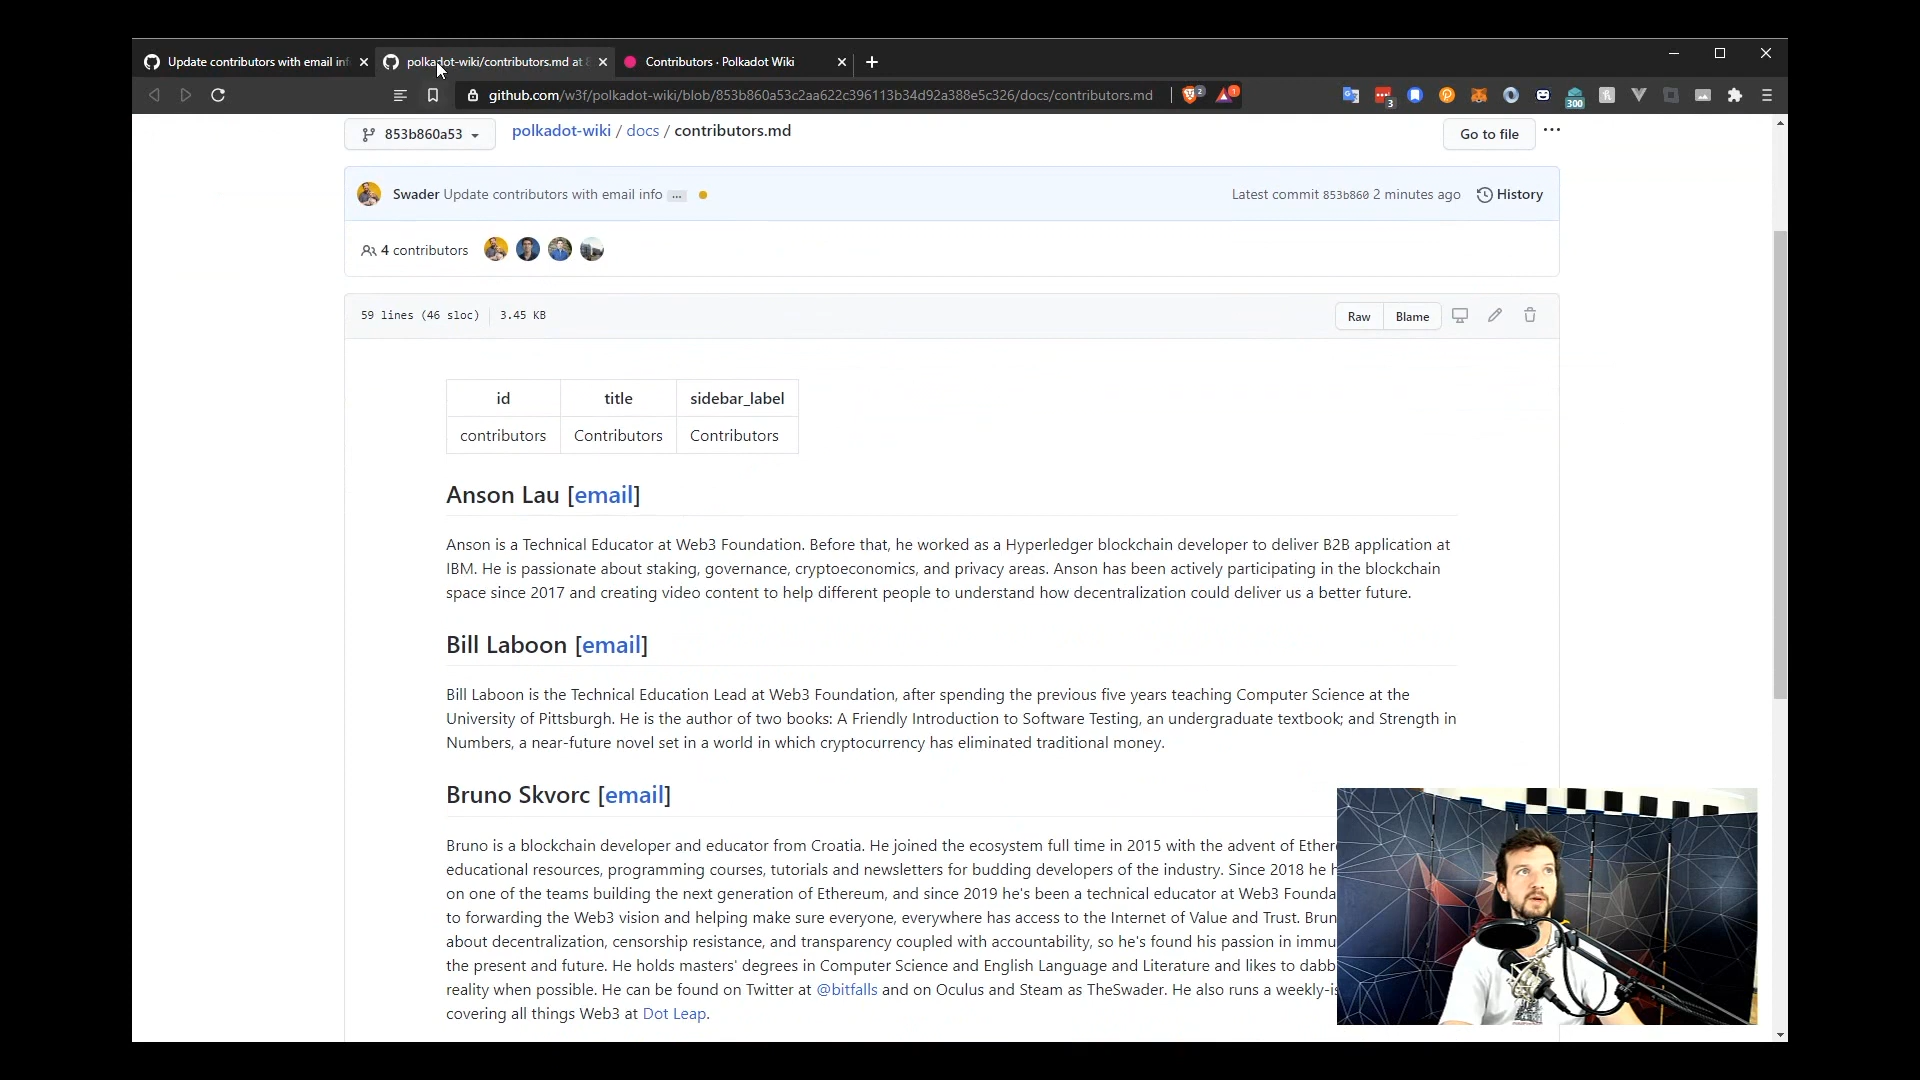 Update contributors with email inf
polkadot-wiki/contributors.md at 8
Contributors · Polkadot Wiki
github.com/w3f/polkadot-wiki/blob/853b860a53c2aa622c396113b34d92a388e5c326/docs/contributors.md
2
1
3
300
853b860a53
polkadot-wiki / docs / contributors.md
Go to file
Swader Update contributors with email info ...
Latest commit 853b860 2 minutes ago
History
4 contributors
59 lines (46 sloc) | 3.45 KB
Raw
Blame
id title sidebar_label
contributors Contributors Contributors
Anson Lau [email]
Anson is a Technical Educator at Web3 Foundation. Before that, he worked as a Hyperledger blockchain developer to deliver B2B application at
IBM. He is passionate about staking, governance, cryptoeconomics, and privacy areas. Anson has been actively participating in the blockchain
space since 2017 and creating video content to help different people to understand how decentralization could deliver us a better future.
Bill Laboon [email]
Bill Laboon is the Technical Education Lead at Web3 Foundation, after spending the previous five years teaching Computer Science at the
University of Pittsburgh. He is the author of two books: A Friendly Introduction to Software Testing, an undergraduate textbook; and Strength in
Numbers, a near-future novel set in a world in which cryptocurrency has eliminated traditional money.
Bruno Skvorc [email]
Bruno is a blockchain developer and educator from Croatia. He joined the ecosystem full time in 2015 with the advent of Ethere
educational resources, programming courses, tutorials and newsletters for budding developers of the industry. Since 2018 he h
on one of the teams building the next generation of Ethereum, and since 2019 he's been a technical educator at Web3 Founda
to forwarding the Web3 vision and helping make sure everyone, everywhere has access to the Internet of Value and Trust. Brun
about decentralization, censorship resistance, and transparency coupled with accountability, so he's found his passion in immu
the present and future. He holds masters' degrees in Computer Science and English Language and Literature and likes to dabb
reality when possible. He can be found on Twitter at @bitfalls and on Oculus and Steam as TheSwader. He also runs a weekly-is
covering all things Web3 at Dot Leap.